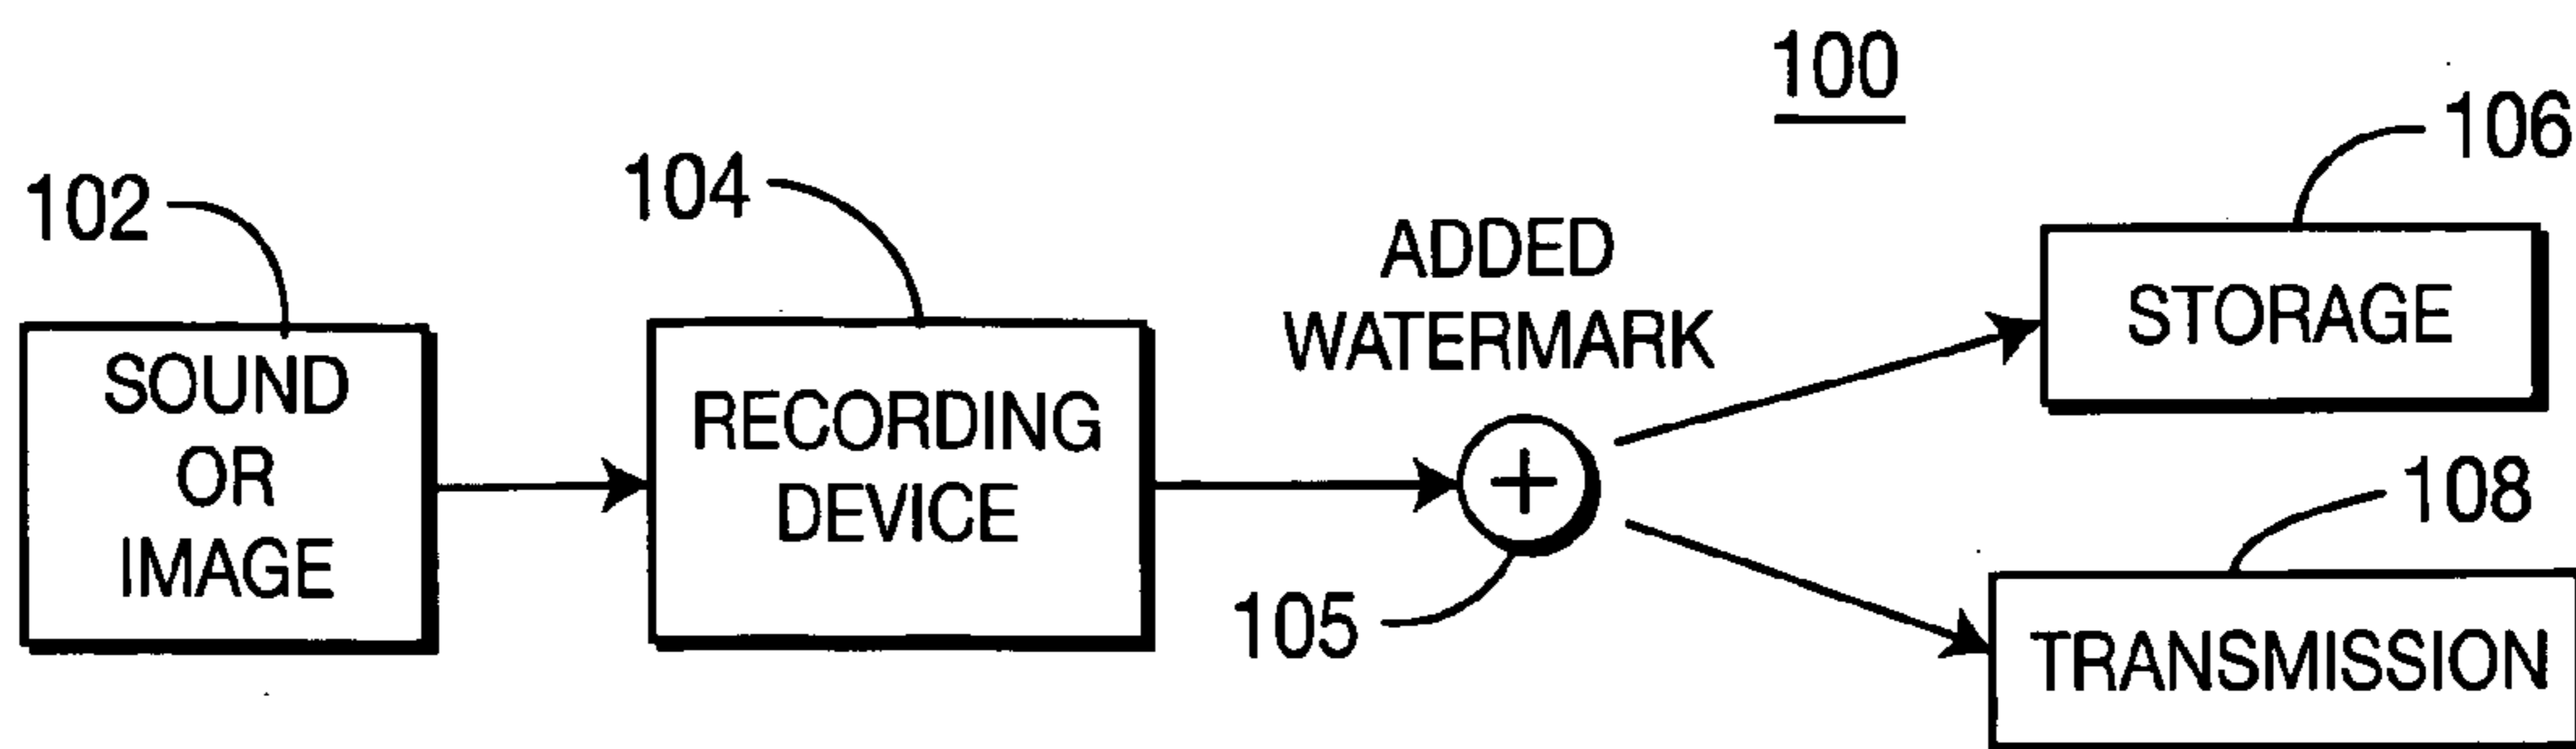 100
106
104
102
ADDED
WATERMARK
STORAGE
SOUND
OR
IMAGE
RECORDING
DEVICE
+
108
105
TRANSMISSION